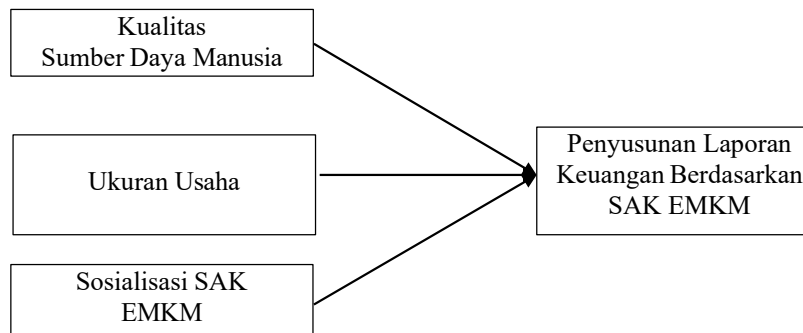 Kualitas
Sumber Daya Manusia
Ukuran Usaha
Sosialisasi SAK
EMKM
Penyusunan Laporan
Keuangan Berdasarkan
SAK EMKM